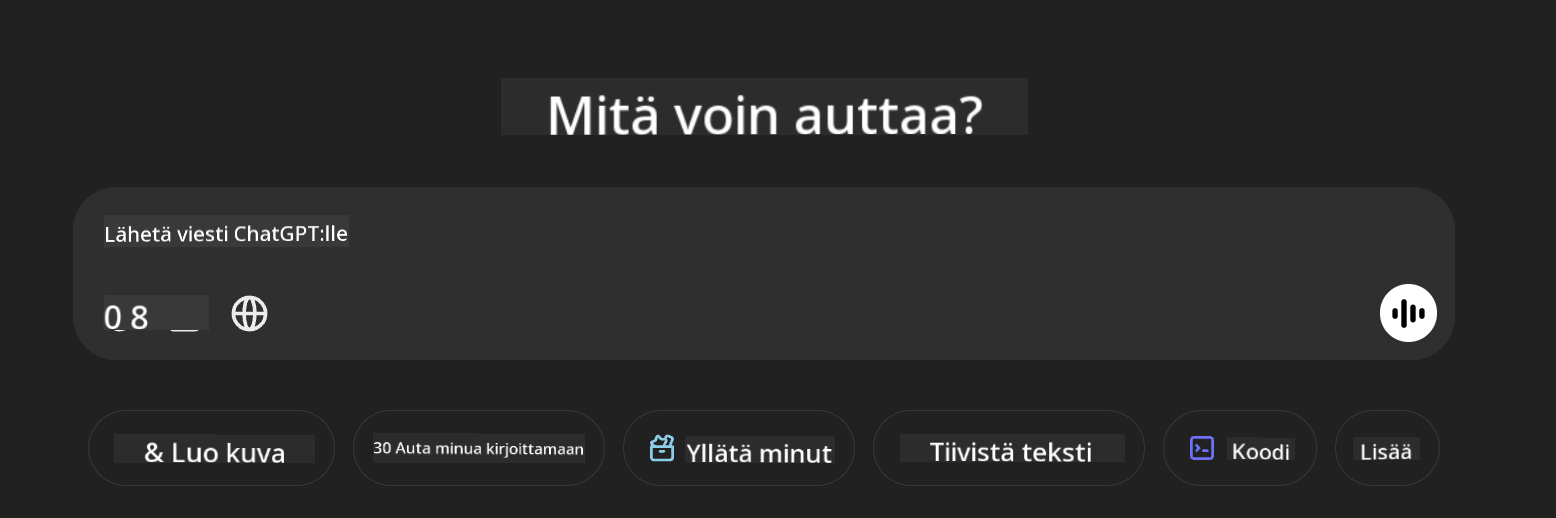 Mitä voin auttaa?
Lähetä viesti ChatGPT:lle
0 8
& Luo kuva
30 Auta minua kirjoittamaan
Yllätä minut
Tiivistä teksti
Koodi
Lisää